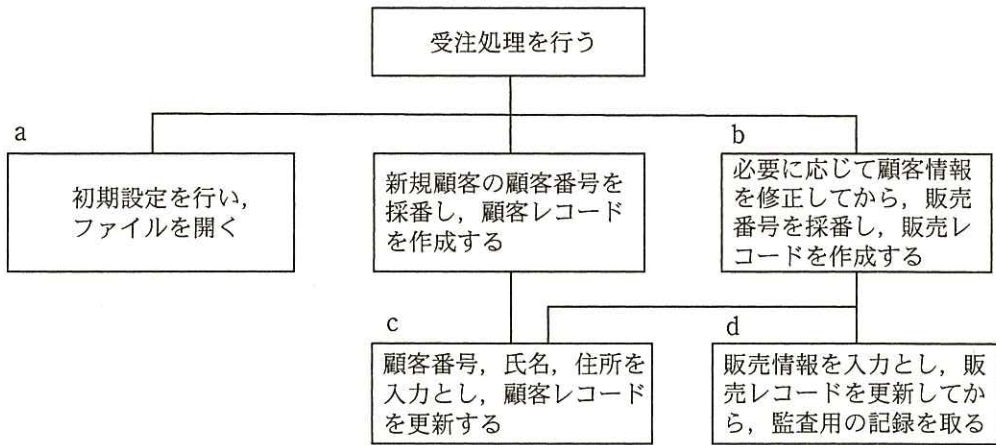 受注処理を行う
a
初期設定を行い,
ファイルを開く
新規顧客の顧客番号を
採番し，顧客レコード
を作成する
b
必要に応じて顧客情報
を修正してから，販売
番号を採番し，販売レ
コードを作成する
c
顧客番号，氏名，住所を
入力とし，顧客レコード
を更新する
d
販売情報を入力とし，販
売レコードを更新してか
ら，監査用の記録を取る